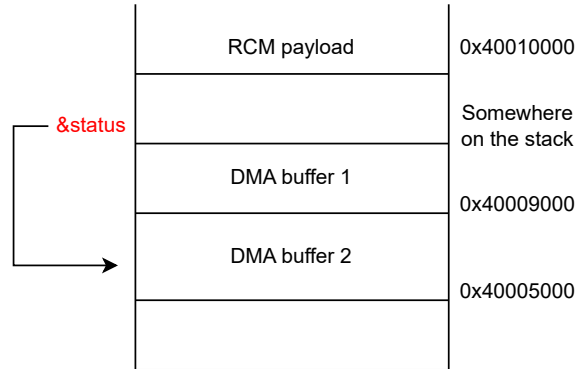 RCM payload
0x40010000
&status
Somewhere
on the stack
DMA buffer 1
0x40009000
DMA buffer 2
0x40005000